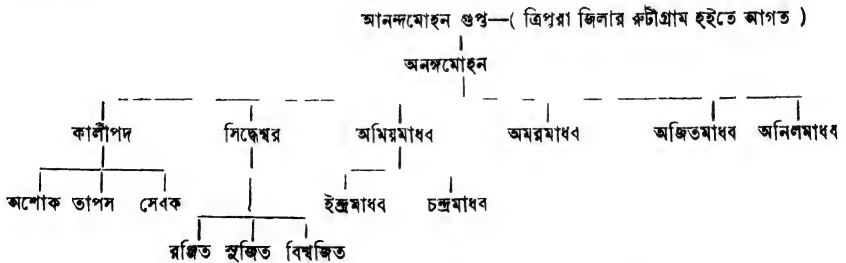 আনন্দমোহন গুপ্ত—( ত্রিপুরা জিলার রুটীগ্রাম হইতে আগত )
অনঙ্গমোহন
কালীপদ সিদ্ধেশ্বর অমিয়মাধব অমরমাধব অজিতমাধব অনিলমাধব
অশোক তাপস সেবক ইন্দ্রমাধব চন্দ্রমাধব
রঞ্জিত সুজিত বিশ্বজিত